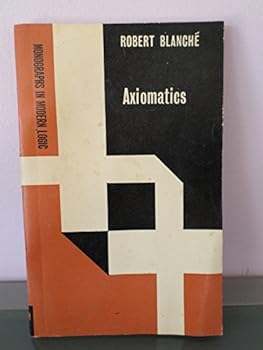 ROBERT BLANCHÉ
Axiomatics
MONOGRAPHS IN MODERN LOGIC